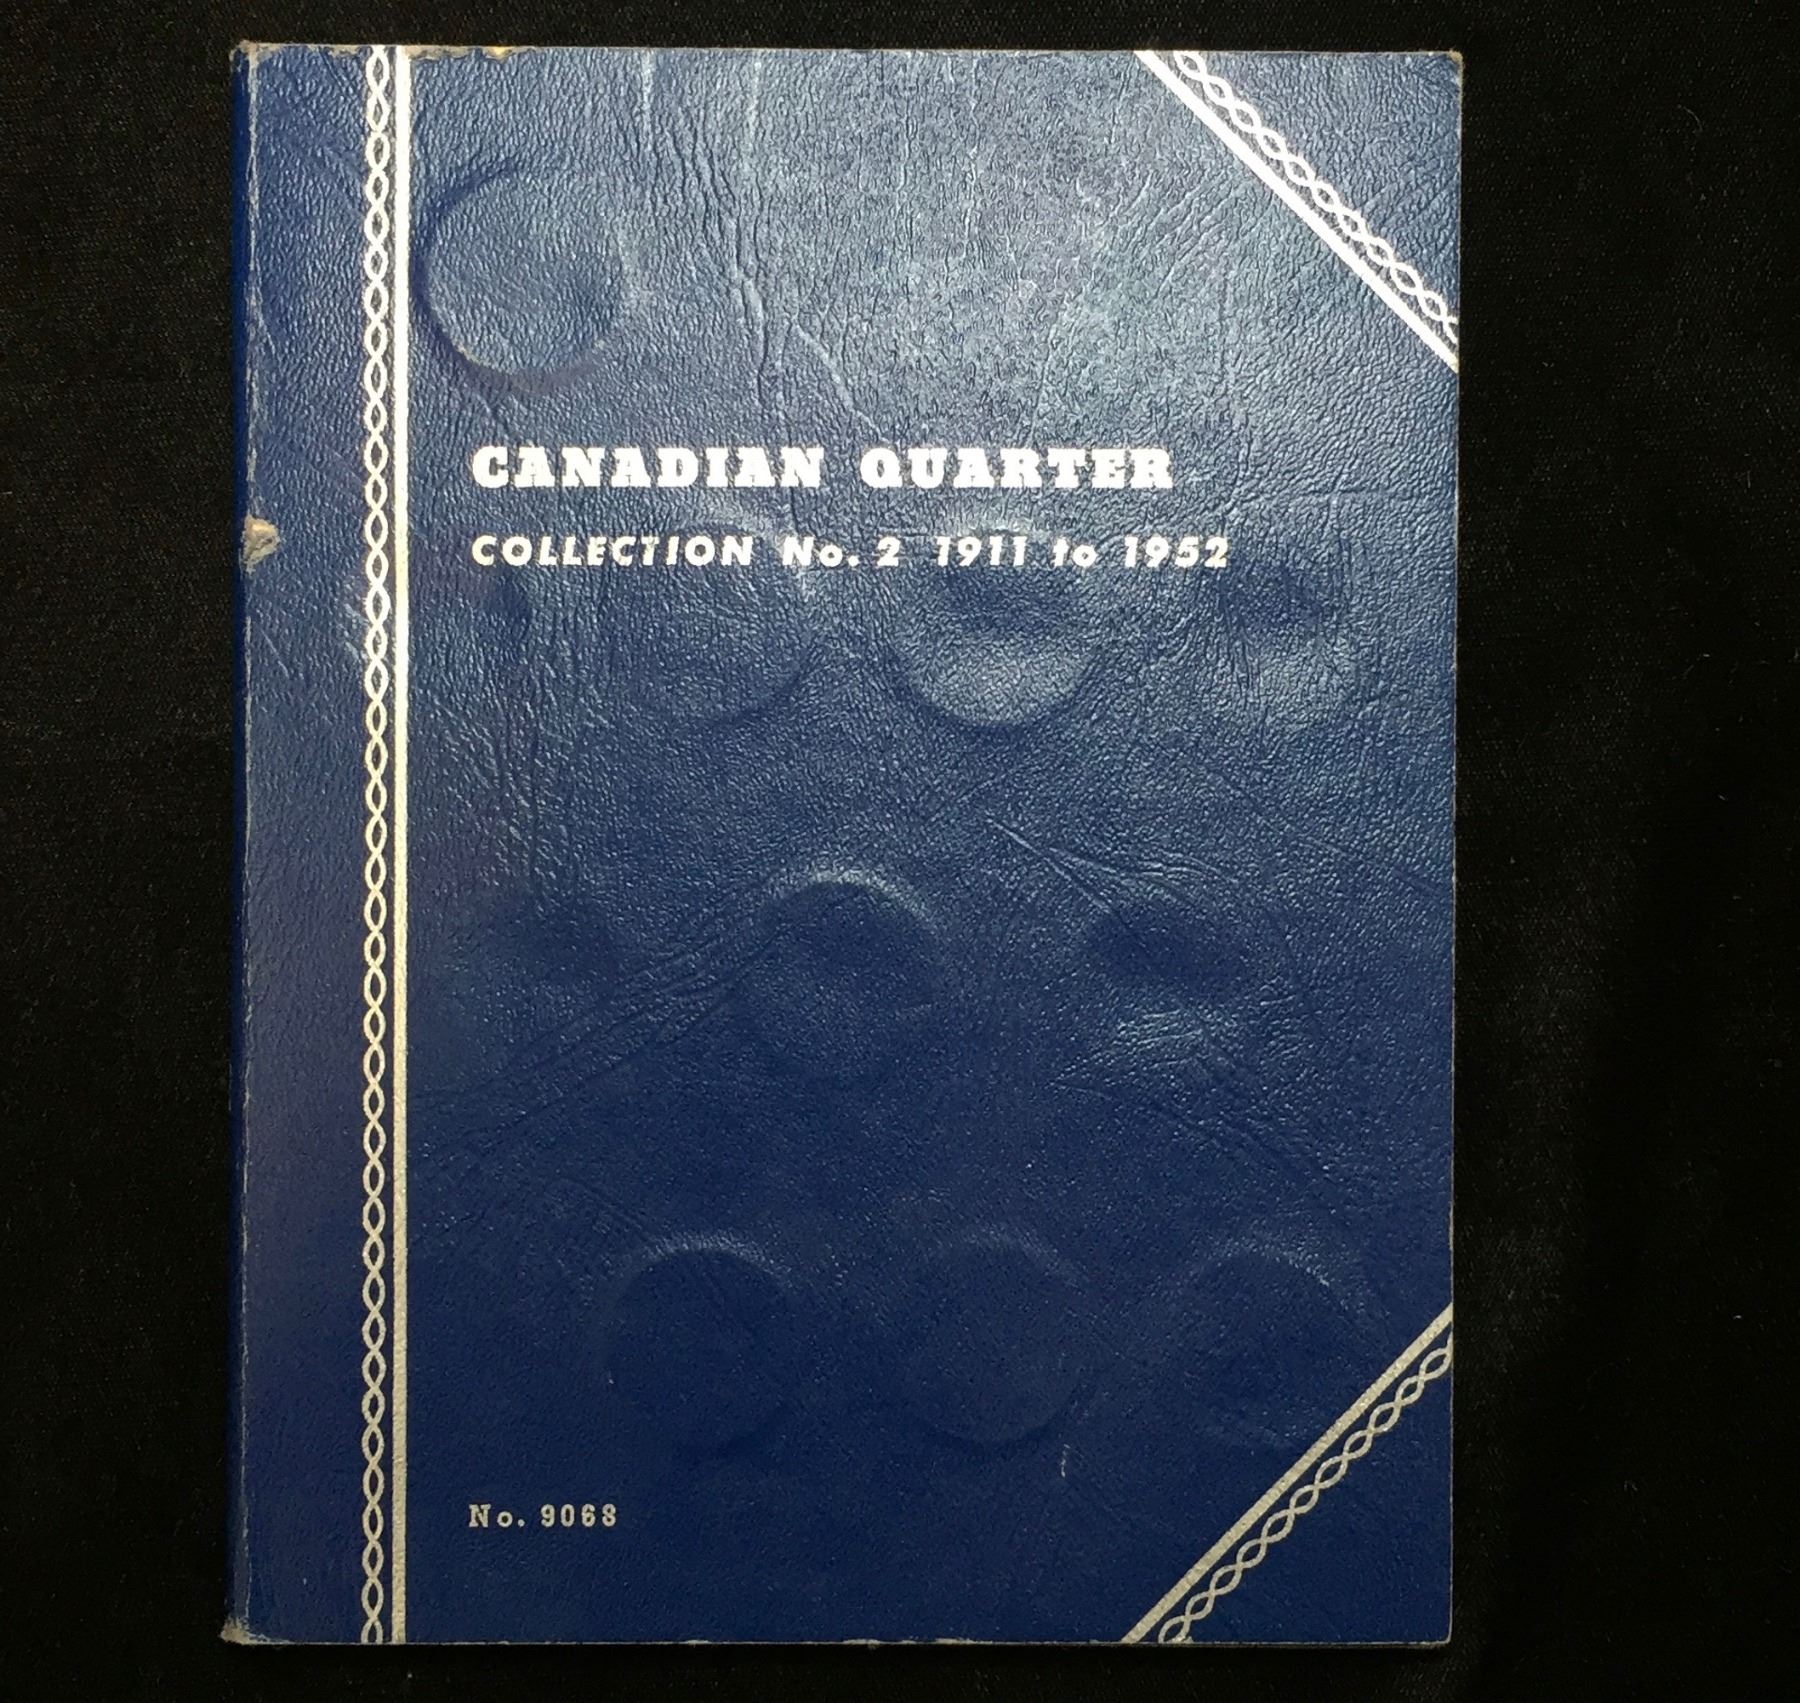 CANADIAN QUARTER
COLLECTION No. 2 1911 to 1952
No. 9068